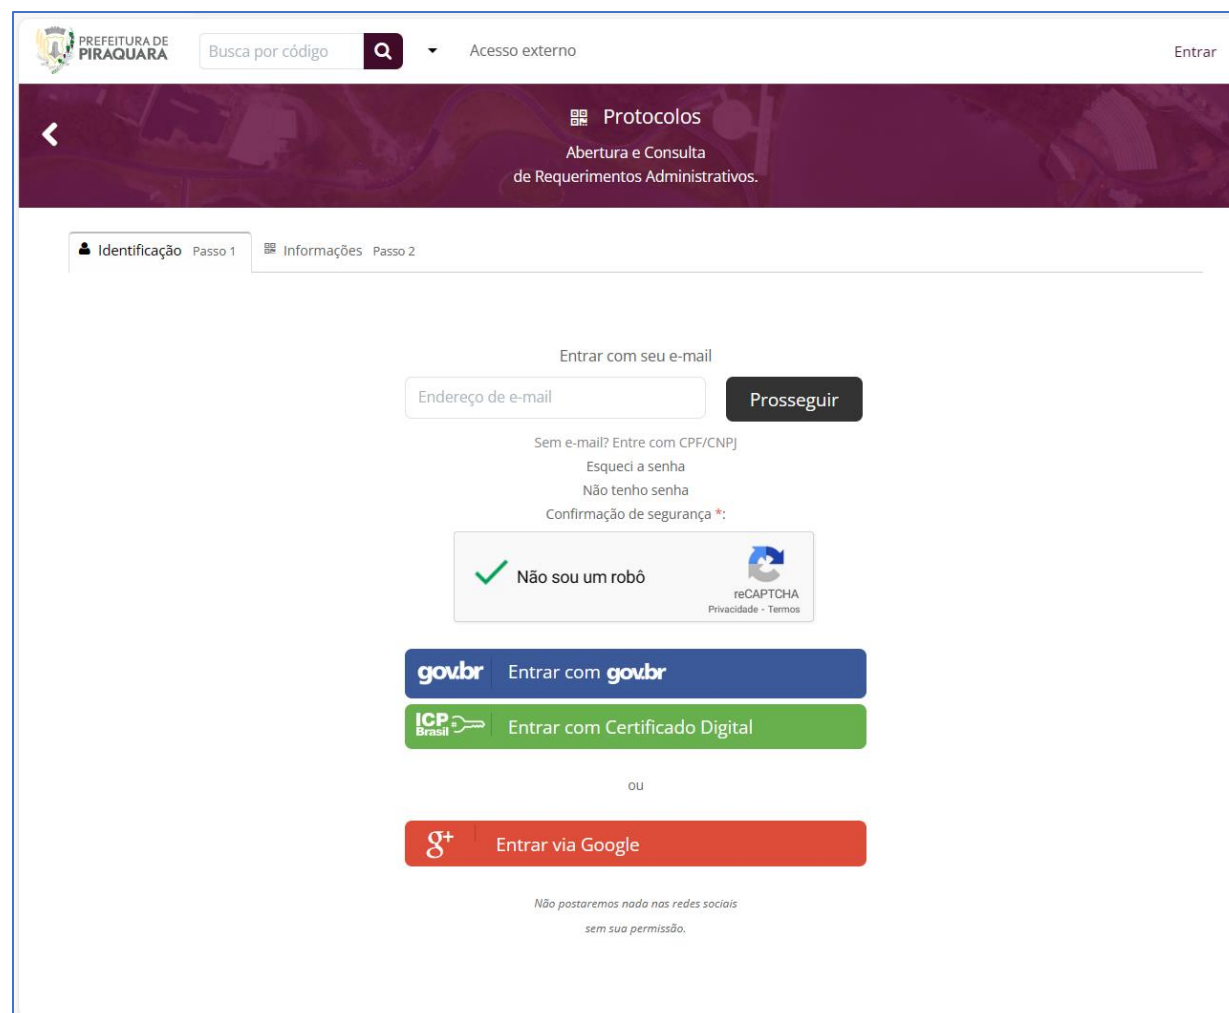 PREFEITURA DE
PIRAQUARA
Busca por código
Acesso externo
Entrar
Protocolos
Abertura e Consulta
de Requerimentos Administrativos.
Identificação Passo 1
Informações Passo 2
Entrar com seu e-mail
Endereço de e-mail
Prosseguir
Sem e-mail? Entre com CPF/CNPJ
Esqueci a senha
Não tenho senha
Confirmação de segurança *:
Não sou um robô
reCAPTCHA
Privacidade - Termos
gov.br Entrar com gov.br
ICP Brasil Entrar com Certificado Digital
ou
g+ Entrar via Google
Não postaremos nada nas redes sociais
sem sua permissão.